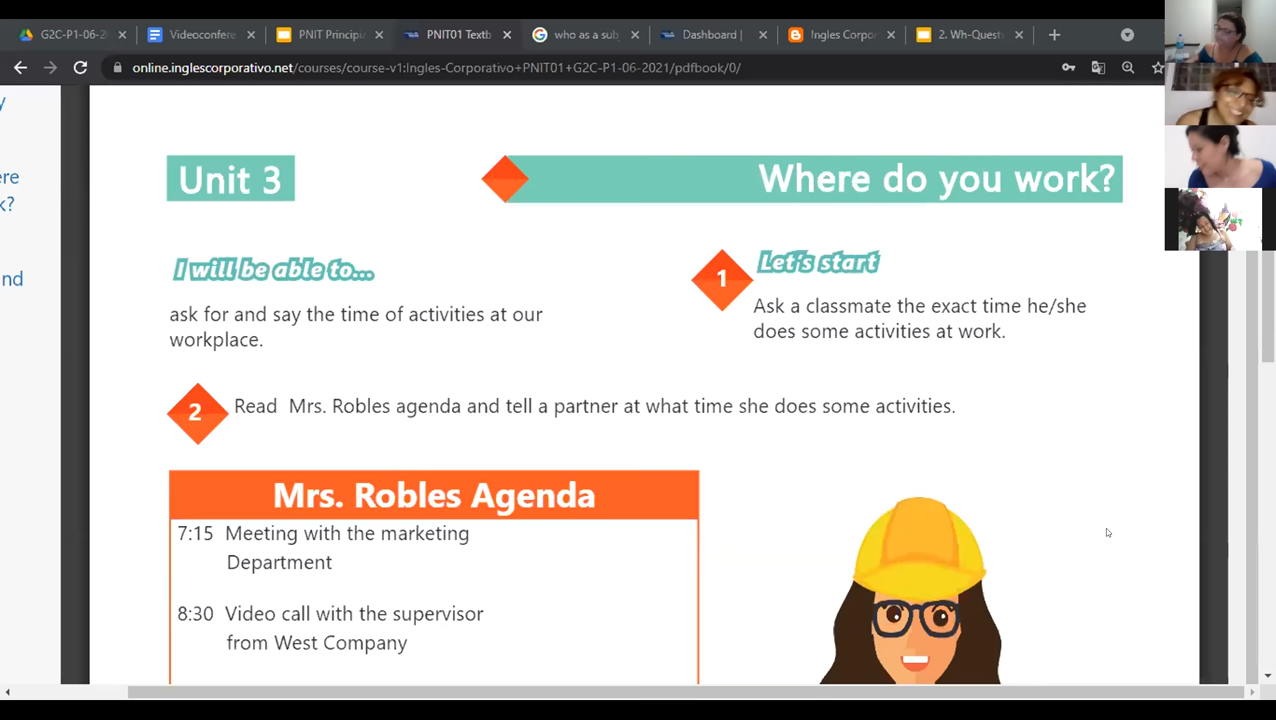 G2C-P1-06-2
Videoconfere
PNIT Principi
PNIT01 Textb
who as a sub
Dashboard |
Ingles Corpor
2. Wh-Quest
online.inglescorporativo.net/courses/course-v1:Ingles-Corporativo+PNIT01+G2C-P1-06-2021/pdfbook/0/
y
ere
k?
nd
Unit 3
Where do you work?
I will be able to...
ask for and say the time of activities at our
workplace.
1
Let's start
Ask a classmate the exact time he/she
does some activities at work.
2
Read Mrs. Robles agenda and tell a partner at what time she does some activities.
Mrs. Robles Agenda
7:15 Meeting with the marketing
Department
8:30 Video call with the supervisor
from West Company